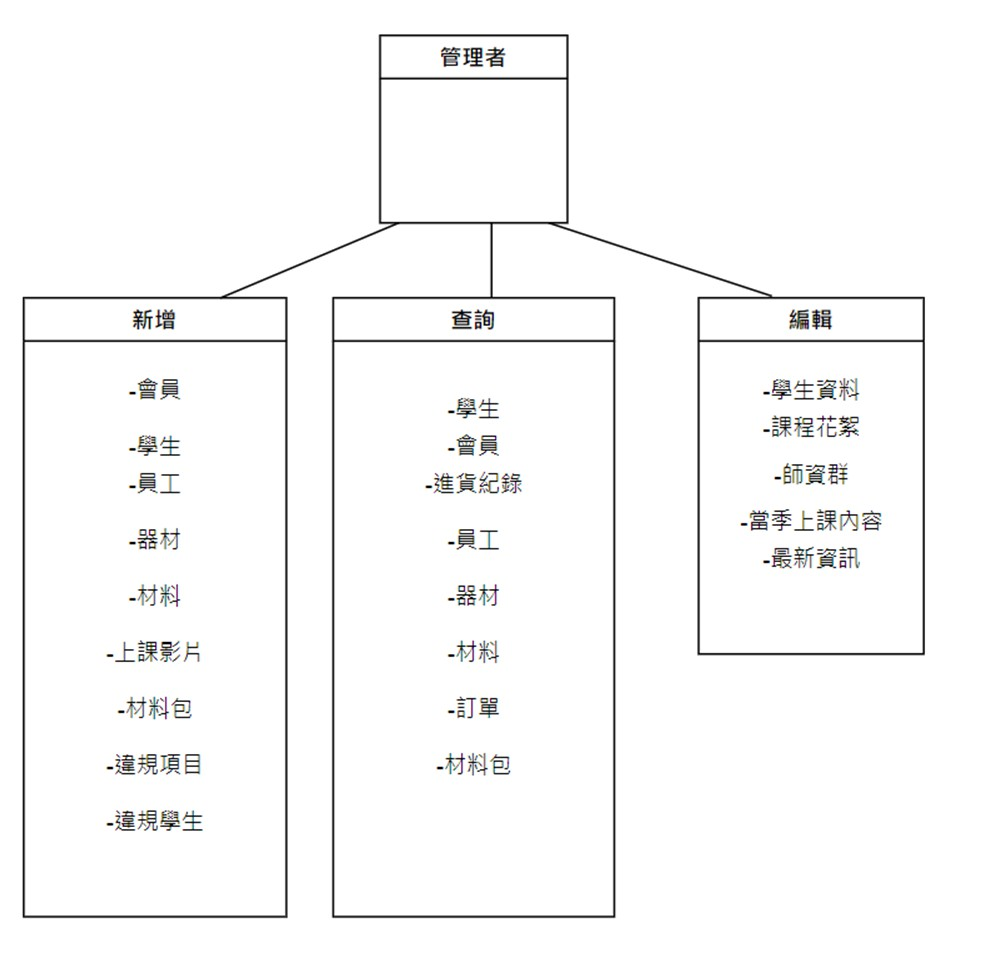 管理者
新增
-會員
-學生
-員工
-器材
-材料
-上課影片
-材料包
-違規項目
-違規學生
查詢
-學生
-會員
-進貨紀錄
-員工
-器材
-材料
-訂單
-材料包
編輯
-學生資料
-課程花絮
-師資群
-當季上課內容
-最新資訊